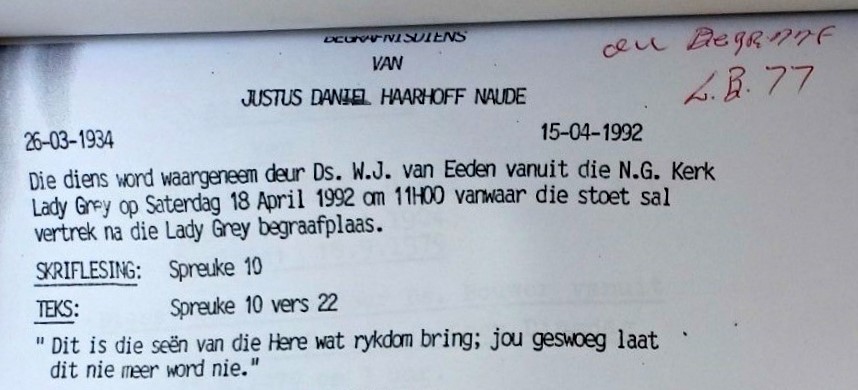 BEGRAFNISDIENS
VAN
JUSTUS DANIEL HAARHOFF NAUDE
26-03-1934 15-04-1992
Die diens word waargeneem deur Ds. W.J. van Eeden vanuit die N.G. Kerk
Lady Grey op Saterdag 18 April 1992 om 11H00 vanwaar die stoet sal
vertrek na die Lady Grey begraafplaas.
SKRIFLESING: Spreuke 10
TEKS: Spreuke 10 vers 22
" Dit is die seën van die Here wat rykdom bring; jou geswoeg laat
dit nie meer word nie."
L.B. 77